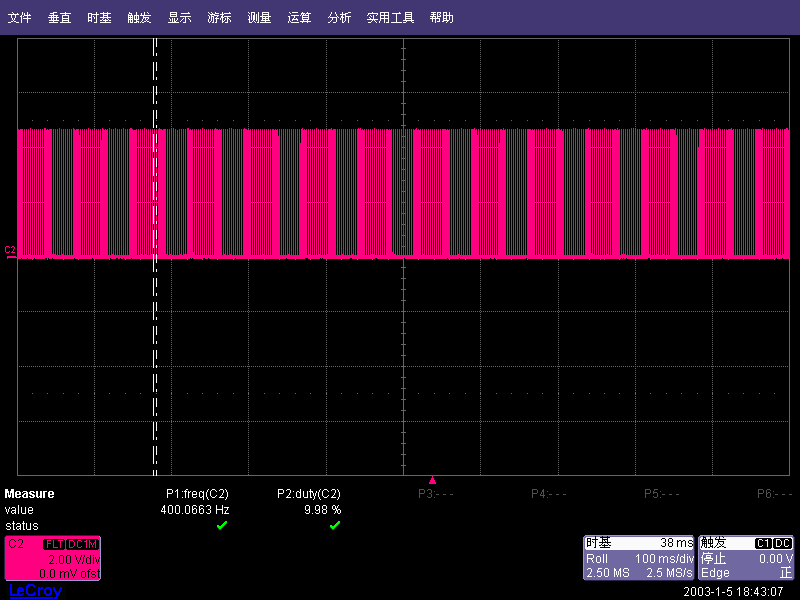 文件 垂直 时基 触发 显示 游标 测量 运算 分析 实用工具 帮助
C2
Measure P1:freq(C2) P2:duty(C2) P3:--- P4:--- P5:--- P6:---
value 400.0663 Hz 9.98 %
status
C2 FLT DC1M
2.00 V/div
0.0 mV ofst
时基 38 ms
Roll 100 ms/div
2.50 MS 2.5 MS/s
触发 C1 DC
停止 0.00 V
Edge 正
LeCroy
2003-1-5 18:43:07